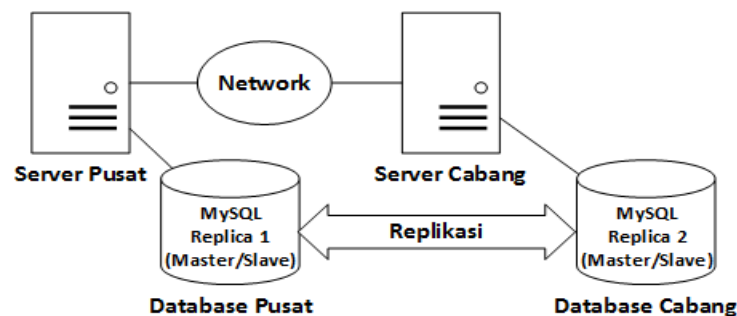 Network
Server Pusat
Server Cabang
MySQL
Replica 1
(Master/Slave)
Replikasi
MySQL
Replica 2
(Master/Slave)
Database Pusat
Database Cabang